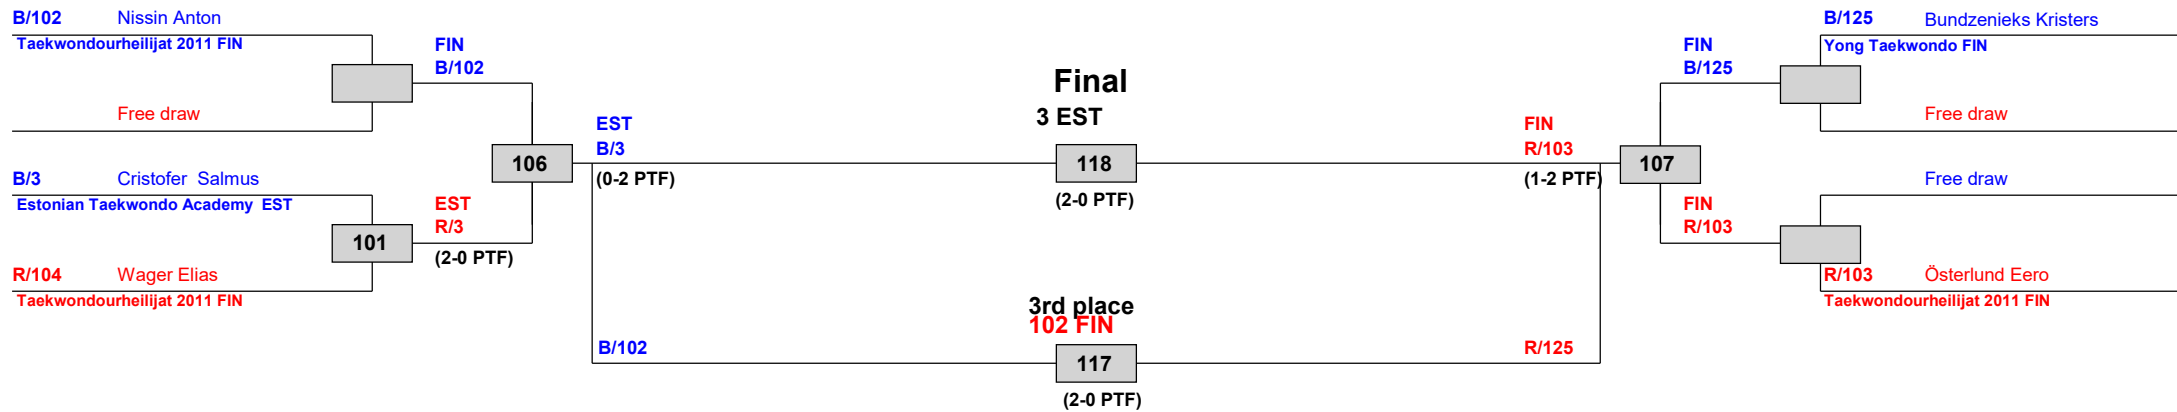 B/102 Nissin Anton
Taekwondourheilijat 2011 FIN
Free draw
FIN
B/102
B/3 Cristofer Salmus
Estonian Taekwondo Academy EST
R/104 Wager Elias
Taekwondourheilijat 2011 FIN
101
EST
R/3
(2-0 PTF)
106
EST
B/3
(0-2 PTF)
Final
3 EST
118
(2-0 PTF)
3rd place
102 FIN
B/102
117
(2-0 PTF)
R/125
FIN
R/103
(1-2 PTF)
107
FIN
B/125
FIN
R/103
B/125 Bundzenieks Kristers
Yong Taekwondo FIN
Free draw
Free draw
R/103 Österlund Eero
Taekwondourheilijat 2011 FIN